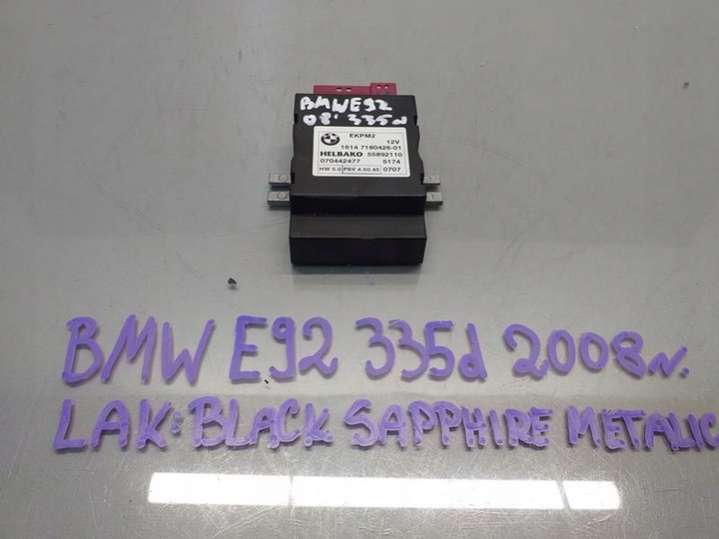 BMW E92
08' 335d
EKPM2
12V
1614 7180426-01
HELBAKO 55892110
070442477 5174
HW 5.0 PBV 4.50.40 0707
BMW E92 335d 2008r.
LAK: BLACK SAPPHIRE METALIC